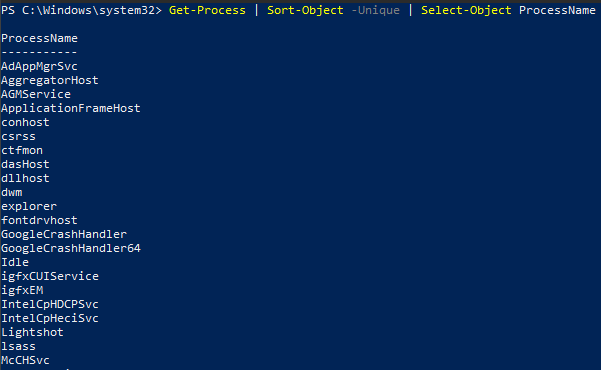 PS C:\Windows\system32> Get-Process | Sort-Object -Unique | Select-Object ProcessName
ProcessName
-----------
AdAppMgrSvc
AggregatorHost
AGMService
ApplicationFrameHost
conhost
csrss
ctfmon
dasHost
dllhost
dwm
explorer
fontdrvhost
GoogleCrashHandler
GoogleCrashHandler64
Idle
igfxCUIService
igfxEM
IntelCpHDCPSvc
IntelCpHeciSvc
Lightshot
lsass
McCHSvc